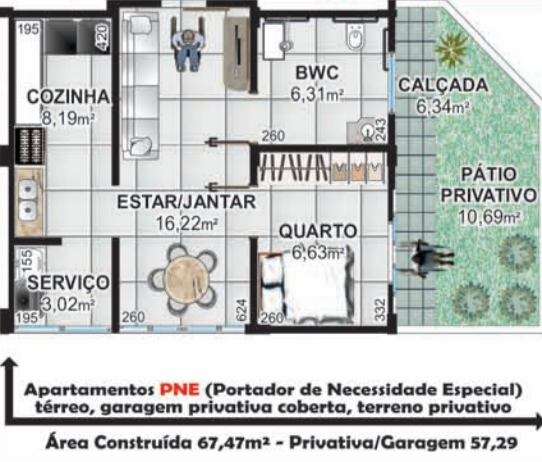 195
420
COZINHA
8,19m²
BWC
6,31m²
260
243
CALÇADA
6,34m²
PÁTIO
PRIVATIVO
10,69m²
ESTAR/JANTAR
16,22m²
QUARTO
6,63m²
155
SERVIÇO
3,02m²
195
260
624
260
332
Apartamentos PNE (Portador de Necessidade Especial)
térreo, garagem privativa coberta, terreno privativo
Área Construída 67,47m² - Privativa/Garagem 57,29